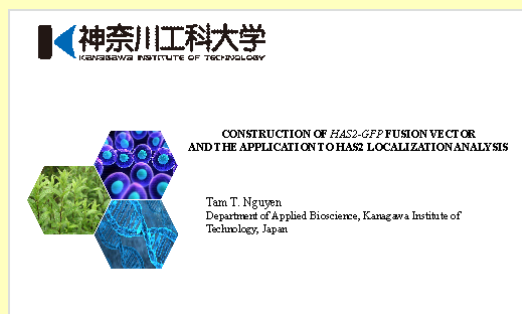 神奈川工科大学
KANAGAWA INSTITUTE OF TECHNOLOGY
CONSTRUCTION OF HAS2-GFP FUSION VECTOR
AND THE APPLICATION TO HAS2 LOCALIZATION ANALYSIS
Tam T. Nguyen
Department of Applied Bioscience, Kanagawa Institute of
Technology, Japan